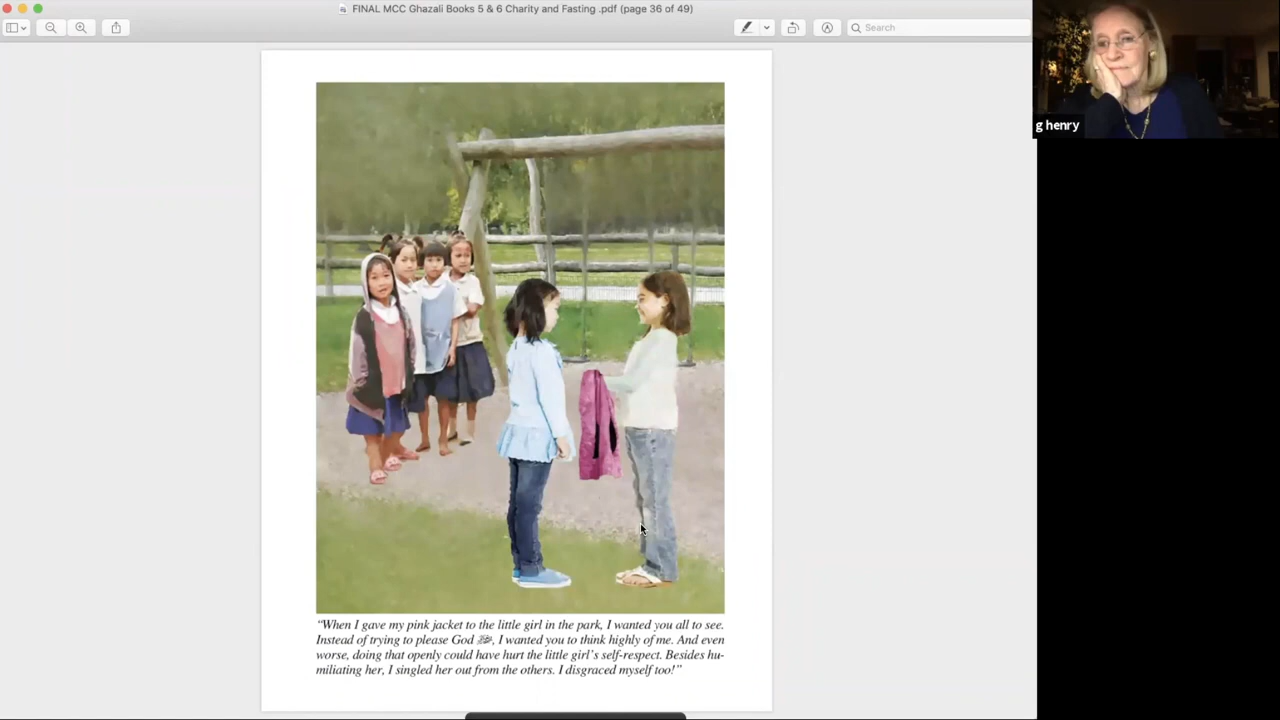 FINAL MCC Ghazali Books 5 & 6 Charity and Fasting .pdf (page 36 of 49)
Search
g henry
“When I gave my pink jacket to the little girl in the park, I wanted you all to see.
Instead of trying to please God ﷻ, I wanted you to think highly of me. And even
worse, doing that openly could have hurt the little girl’s self-respect. Besides hu-
miliating her, I singled her out from the others. I disgraced myself too!”